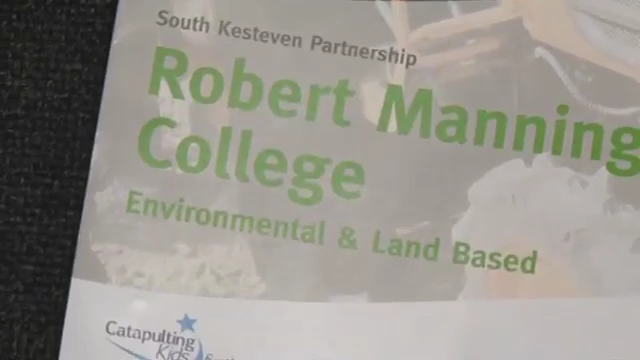 South Kesteven Partnership
Robert Manning
College
Environmental & Land Based
Catapulting
Kids